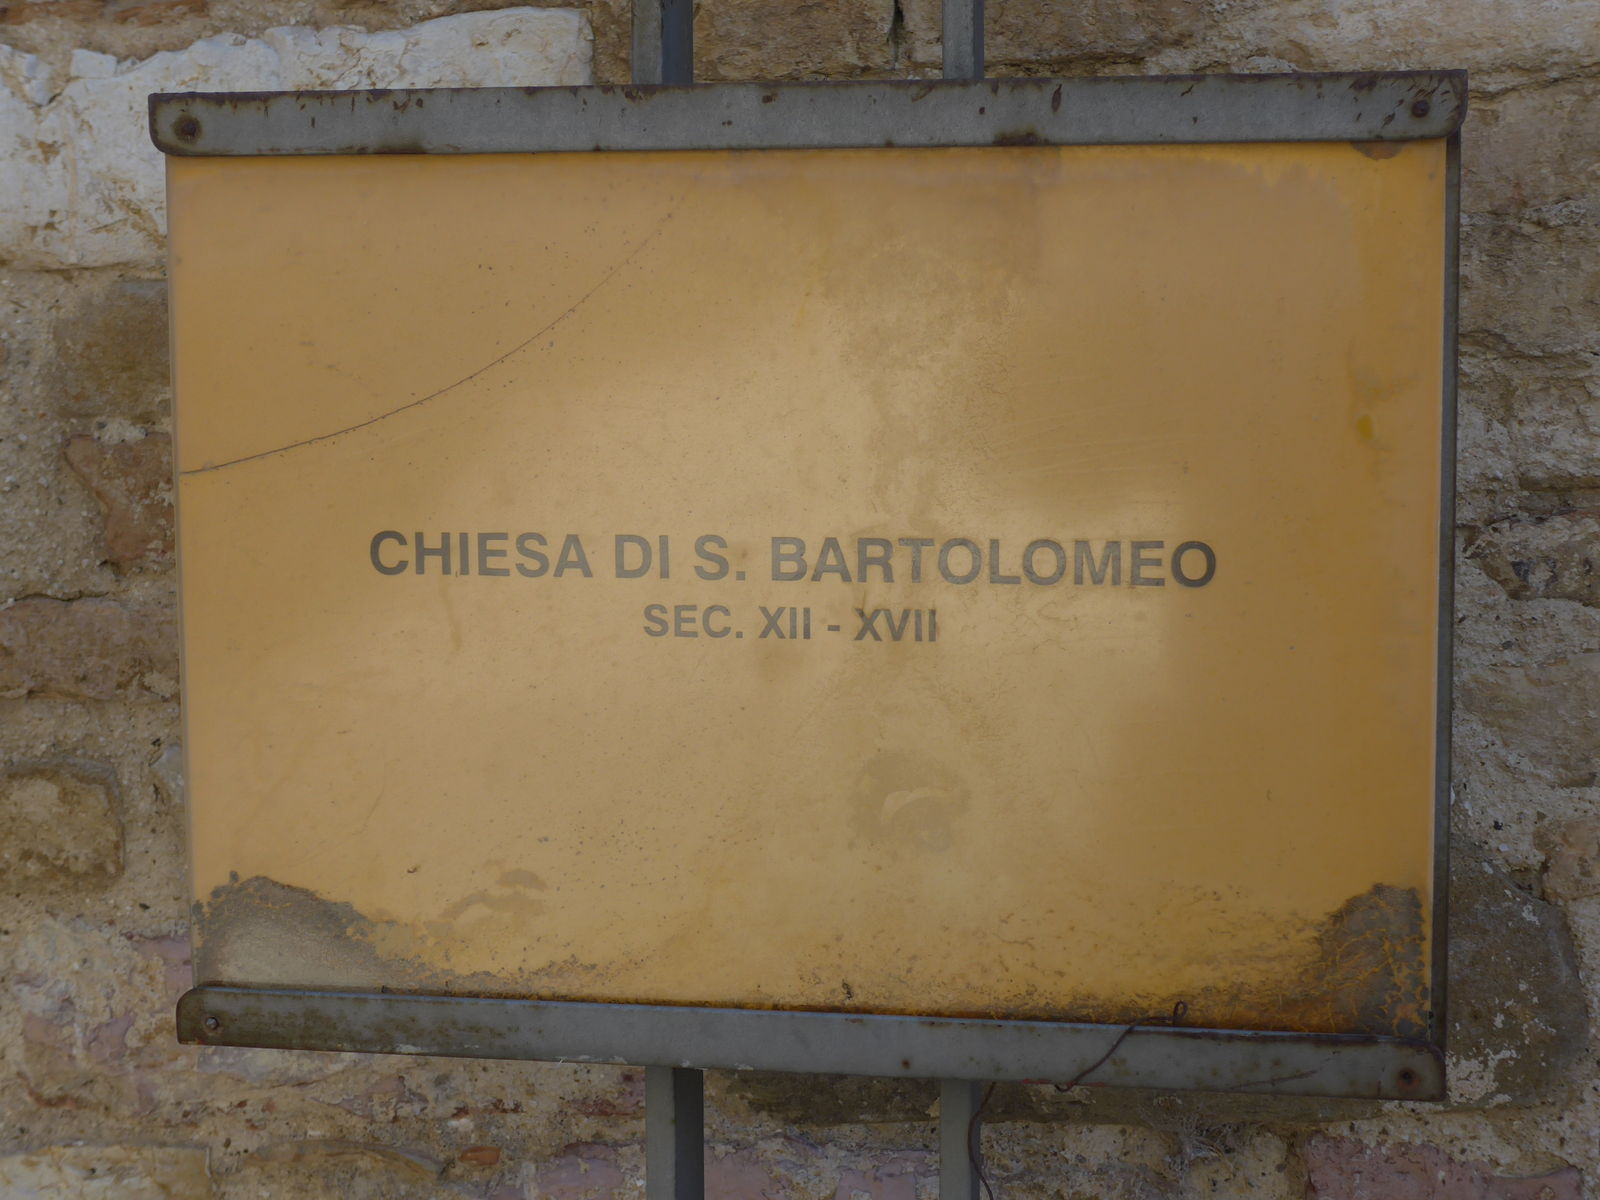 CHIESA DI S. BARTOLOMEO
SEC. XII - XVII